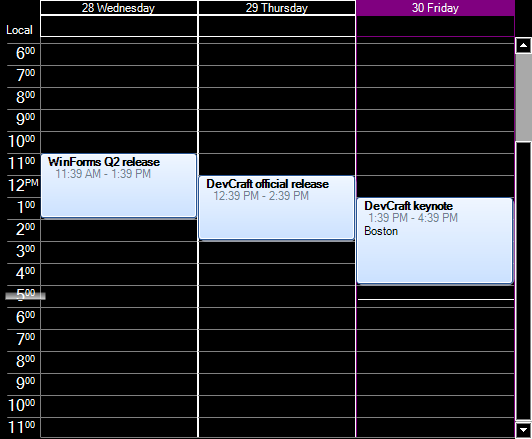 28 Wednesday
29 Thursday
30 Friday
Local
6 00
7 00
8 00
9 00
10 00
11 00
12 PM
1 00
2 00
3 00
4 00
5 00
6 00
7 00
8 00
9 00
10 00
11 00
WinForms Q2 release
11:39 AM - 1:39 PM
DevCraft official release
12:39 PM - 2:39 PM
DevCraft keynote
1:39 PM - 4:39 PM
Boston